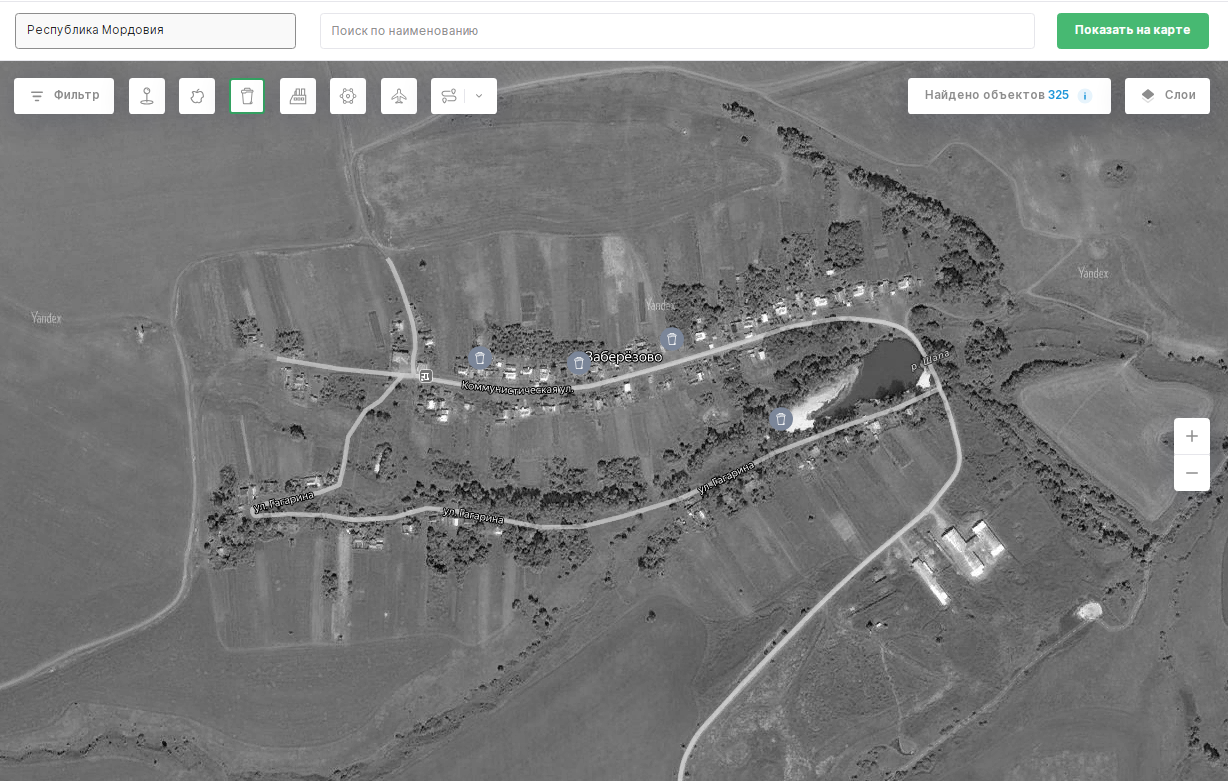 Республика Мордовия
Поиск по наименованию
Показать на карте
Фильтр
Найдено объектов 325
Слои
Yandex
Yandex
Yandex
Заберёзово
р. Шала
Коммунистическая ул.
ул. Гагарина
ул. Гагарина
ул. Гагарина